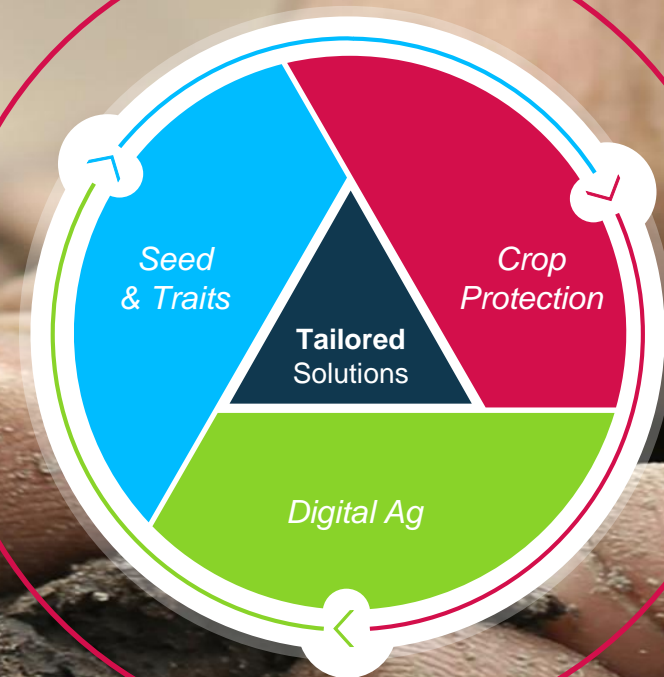 Seed
& Traits
Crop
Protection
Tailored
Solutions
Digital Ag